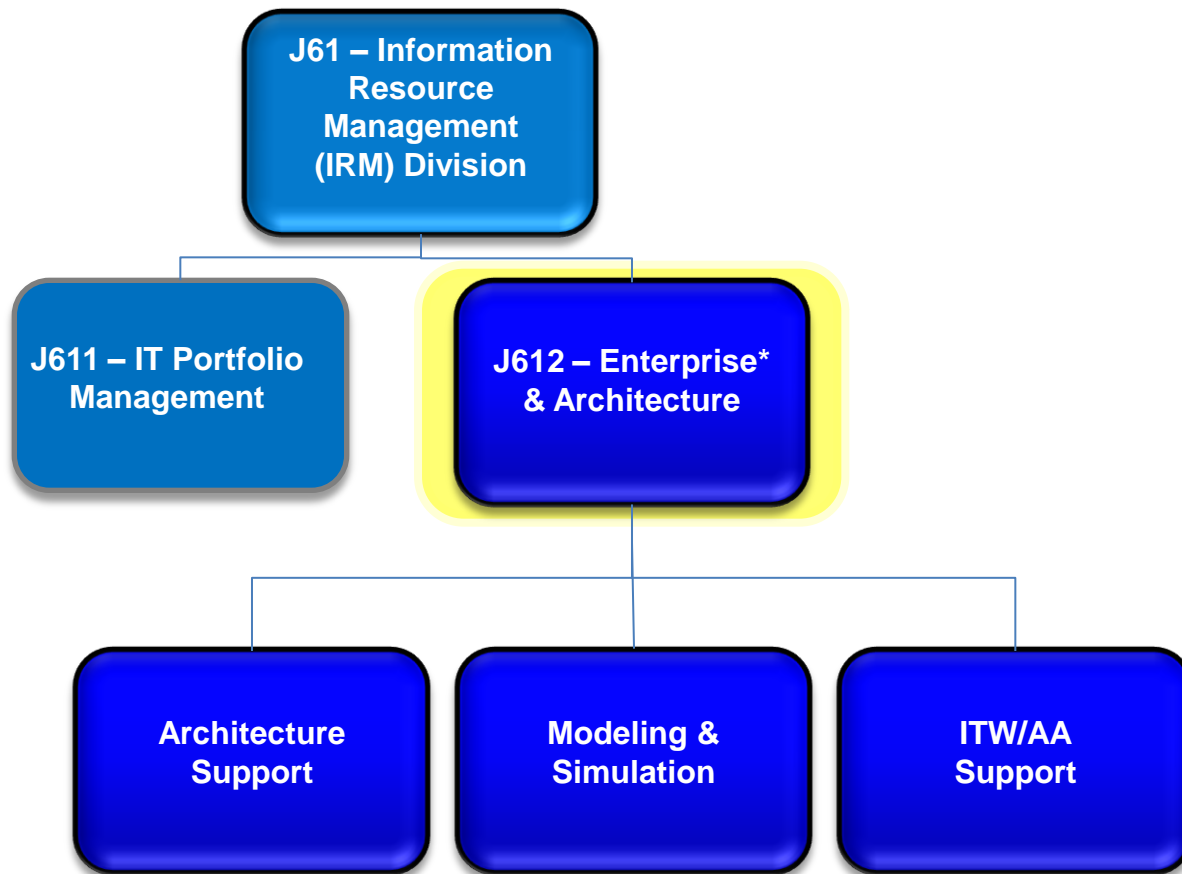 J61 – Information
Resource
Management
(IRM) Division
J611 – IT Portfolio
Management
J612 – Enterprise*
& Architecture
Architecture
Support
Modeling &
Simulation
ITW/AA
Support